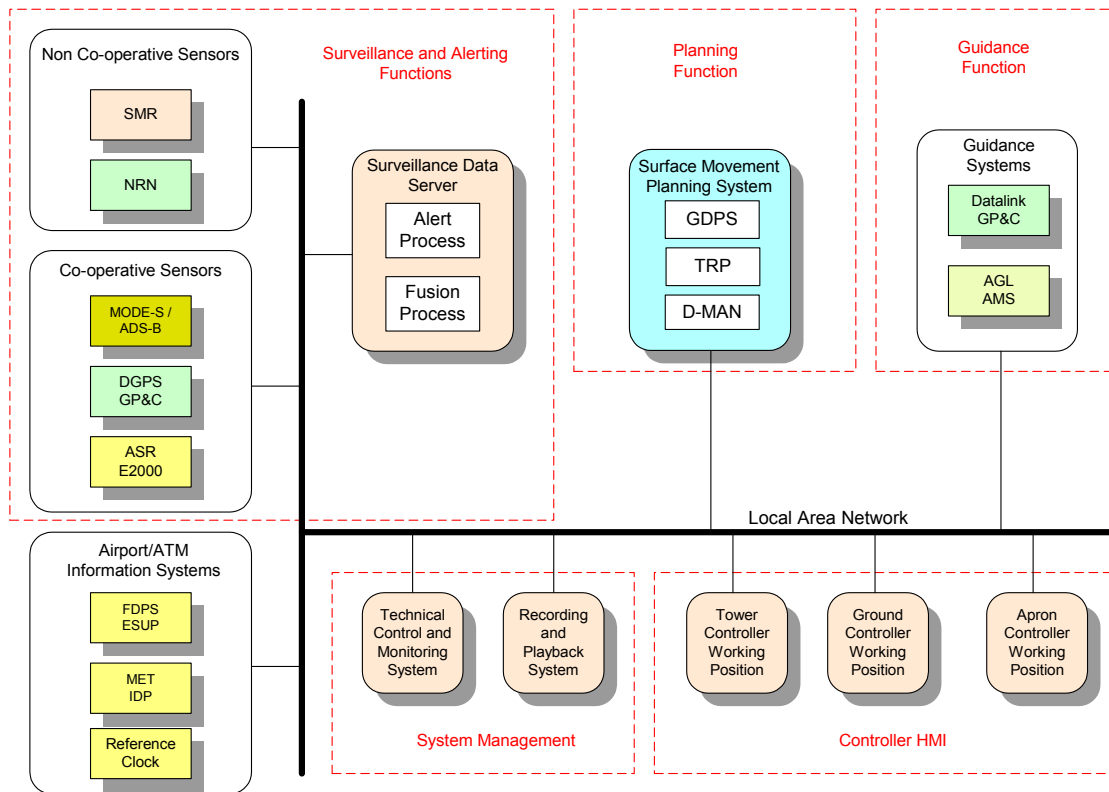 Non Co-operative Sensors
SMR
NRN
Surveillance and Alerting
Functions
Surveillance Data
Server
Alert
Process
Fusion
Process
Co-operative Sensors
MODE-S /
ADS-B
DGPS
GP&C
ASR
E2000
Planning
Function
Surface Movement
Planning System
GDPS
TRP
D-MAN
Guidance
Function
Guidance
Systems
Datalink
GP&C
AGL
AMS
Local Area Network
Airport/ATM
Information Systems
FDPS
ESUP
MET
IDP
Reference
Clock
Technical
Control and
Monitoring
System
Recording
and
Playback
System
System Management
Tower
Controller
Working
Position
Ground
Controller
Working
Position
Apron
Controller
Working
Position
Controller HMI